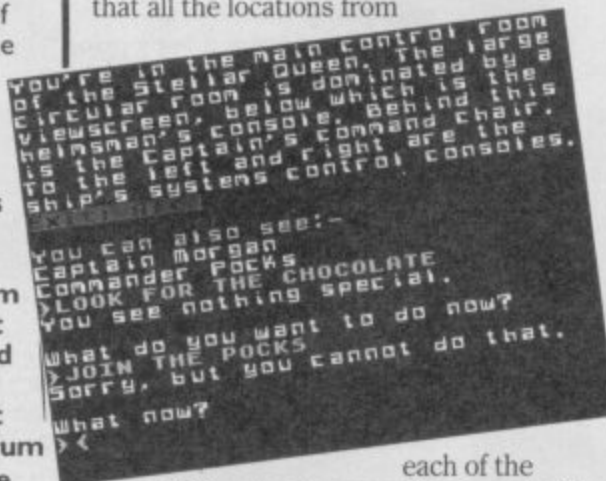 that all the locations from
f
e
You're in the main control room
of the Stellar Queen. The large
circular room is dominated by a
viewscreen, below which is the
helmsman's console. Behind this
is the Captain's command chair.
To the left and right are the
ship's systems control consoles.
s
You can also see:-
Captain Morgan
Commander Pocks
>LOOK FOR THE CHOCOLATE
You see nothing special.
m
What do you want to do now?
>JOIN THE POCKS
d
Sorry, but you cannot do that.
What now?
> <
um
each of the